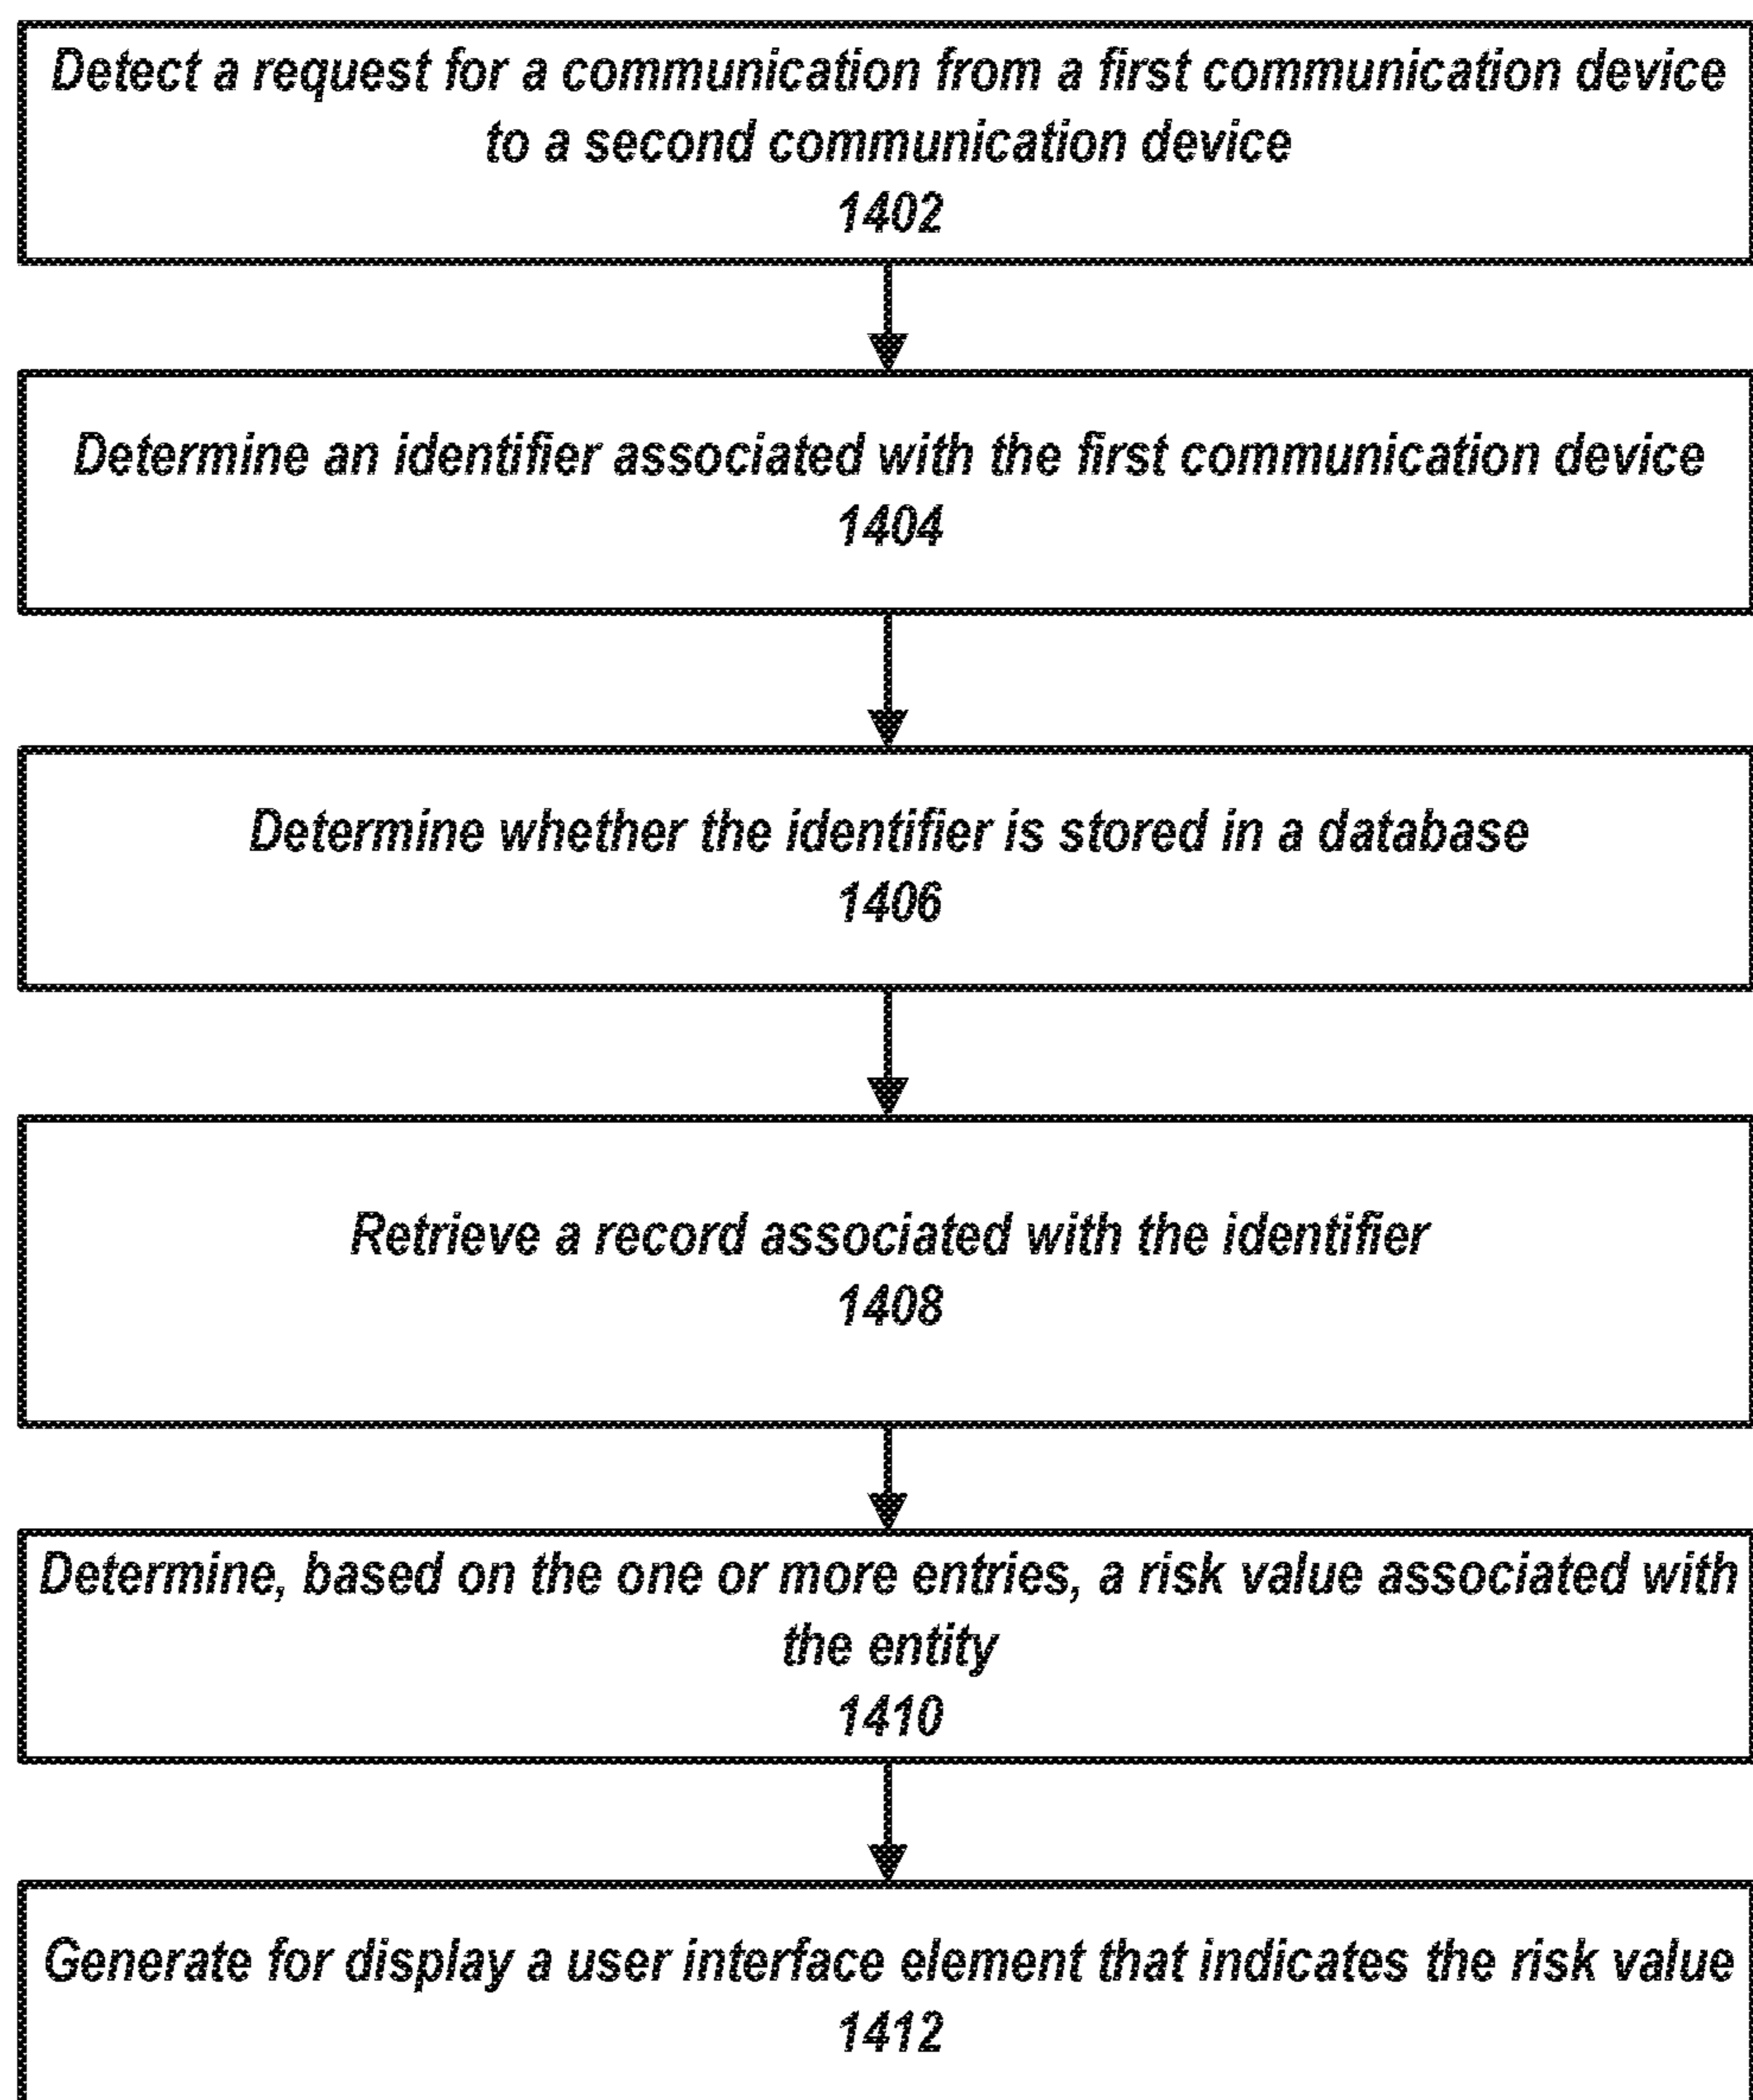 Detect a request for a communication from a first communication device
to a second communication device
1402
Determine an identifier associated with the first communication device
1404
Determine whether the identifier is stored in a database
1406
Retrieve a record associated with the identifier
1408
Determine, based on the one or more entries, a risk value associated with
the entity
1410
Generate for display a user interface element that indicates the risk value
1412